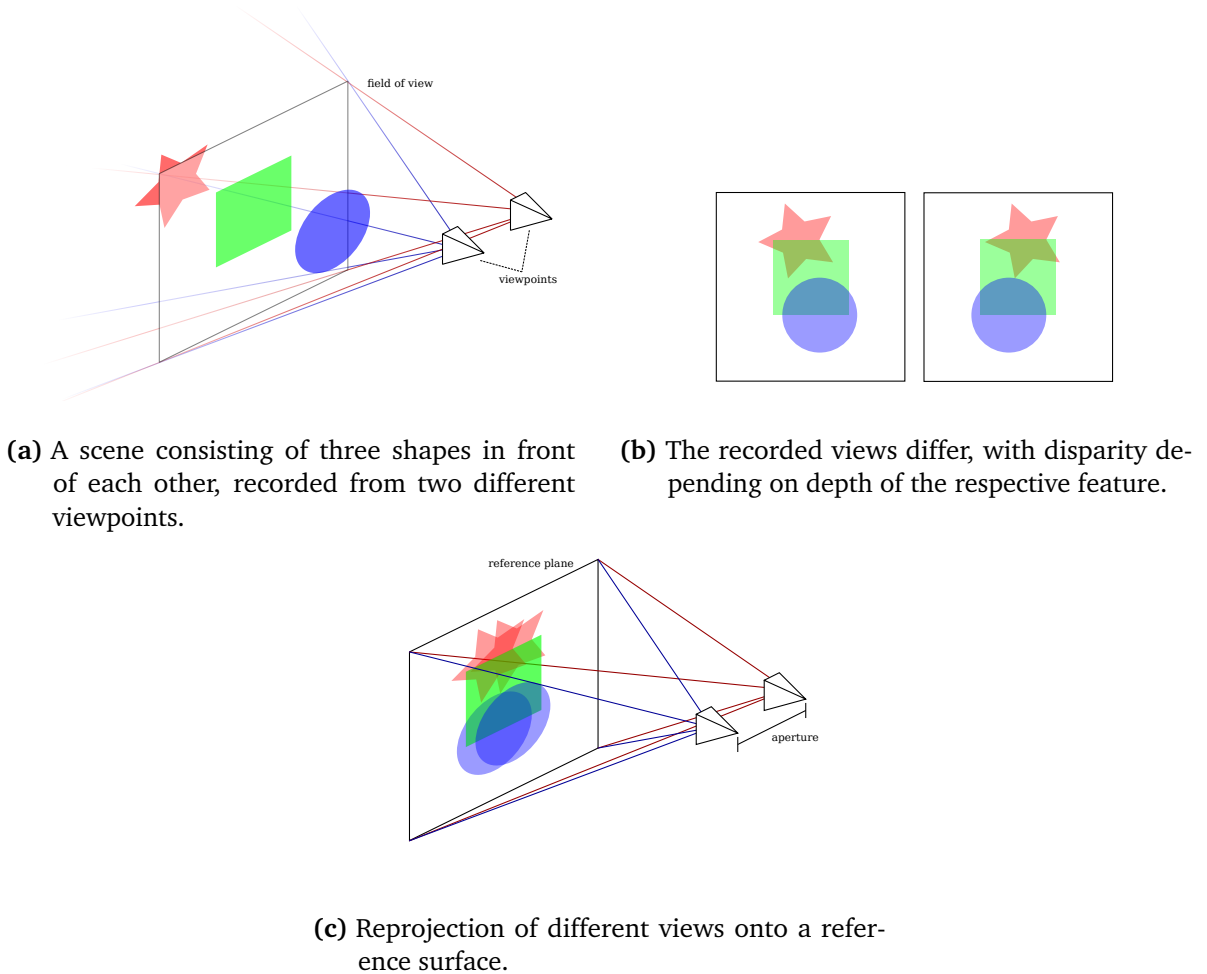 field of view
viewpoints
(a) A scene consisting of three shapes in front
of each other, recorded from two different
viewpoints.
(b) The recorded views differ, with disparity de-
pending on depth of the respective feature.
reference plane
aperture
(c) Reprojection of different views onto a refer-
ence surface.